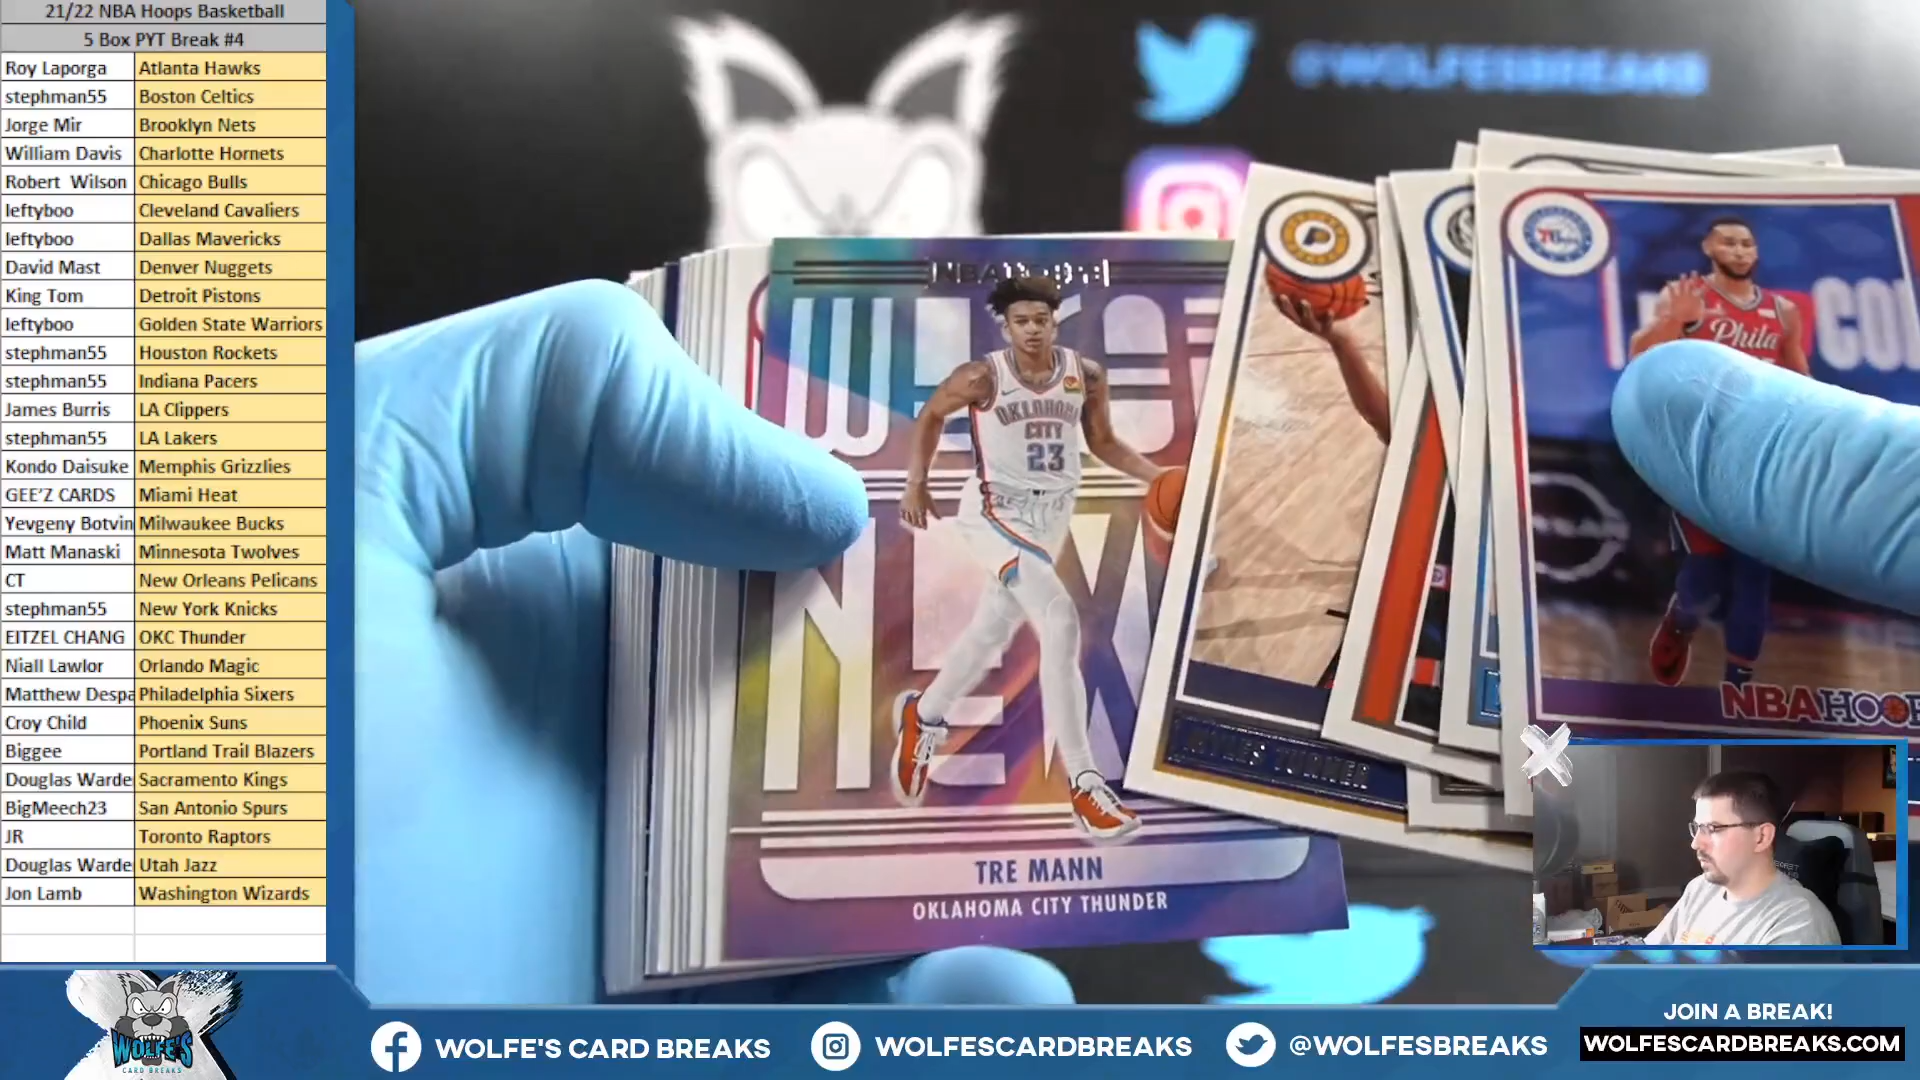 21/22 NBA Hoops Basketball
5 Box PYT Break #4
Roy Laporga Atlanta Hawks
stephman55 Boston Celtics
Jorge Mir Brooklyn Nets
William Davis Charlotte Hornets
Robert Wilson Chicago Bulls
leftyboo Cleveland Cavaliers
leftyboo Dallas Mavericks
David Mast Denver Nuggets
King Tom Detroit Pistons
leftyboo Golden State Warriors
stephman55 Houston Rockets
stephman55 Indiana Pacers
James Burris LA Clippers
stephman55 LA Lakers
Kondo Daisuke Memphis Grizzlies
GEE'Z CARDS Miami Heat
Yevgeny Botvin Milwaukee Bucks
Matt Manaski Minnesota Twolves
CT New Orleans Pelicans
stephman55 New York Knicks
EITZEL CHANG OKC Thunder
Niall Lawlor Orlando Magic
Matthew Despa Philadelphia Sixers
Croy Child Phoenix Suns
Biggee Portland Trail Blazers
Douglas Warde Sacramento Kings
BigMeech23 San Antonio Spurs
JR Toronto Raptors
Douglas Warde Utah Jazz
Jon Lamb Washington Wizards
@WOLFESBREAKS
OKLAHOMA
CITY
23
NEXT
TRE MANN
OKLAHOMA CITY THUNDER
MYLES TURNER
Phila
NBA HOOP
WOLFE'S
CARD BREAKS
WOLFE'S CARD BREAKS
WOLFESCARDBREAKS
@WOLFESBREAKS
JOIN A BREAK!
WOLFESCARDBREAKS.COM